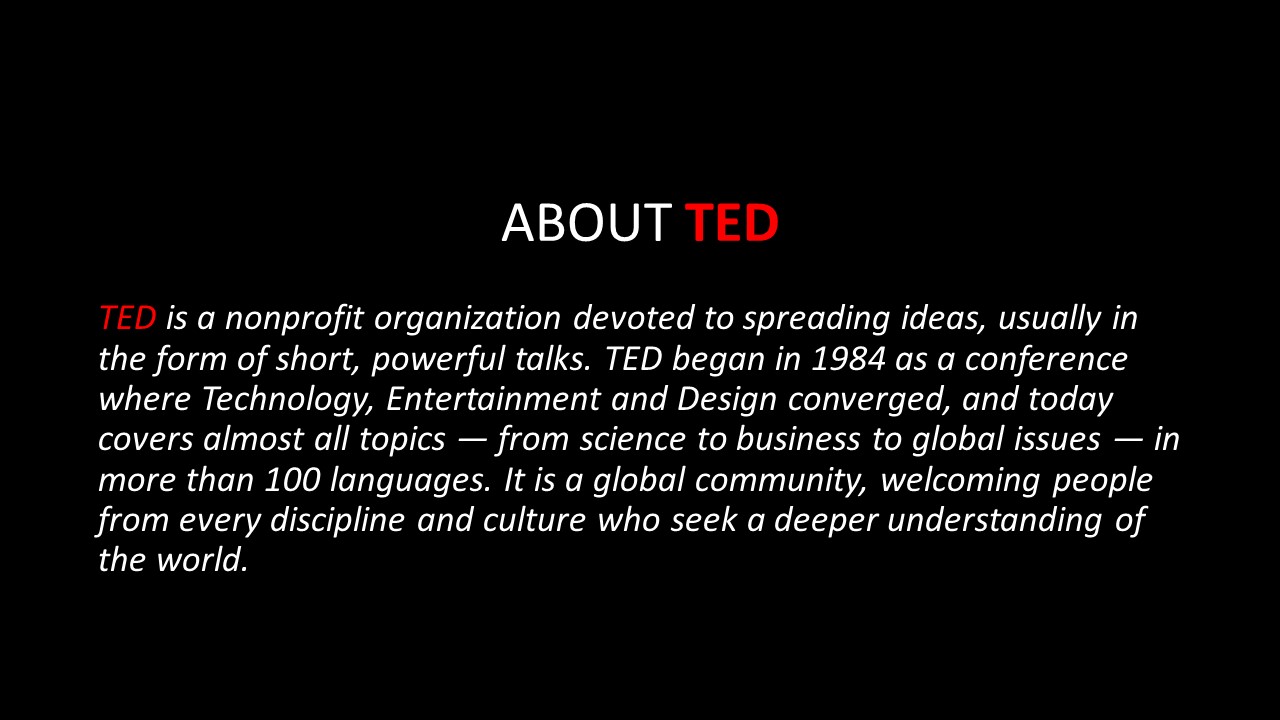 ABOUT TED
TED is a nonprofit organization devoted to spreading ideas, usually in
the form of short, powerful talks. TED began in 1984 as a conference
where Technology, Entertainment and Design converged, and today
covers almost all topics — from science to business to global issues — in
more than 100 languages. It is a global community, welcoming people
from every discipline and culture who seek a deeper understanding of
the world.